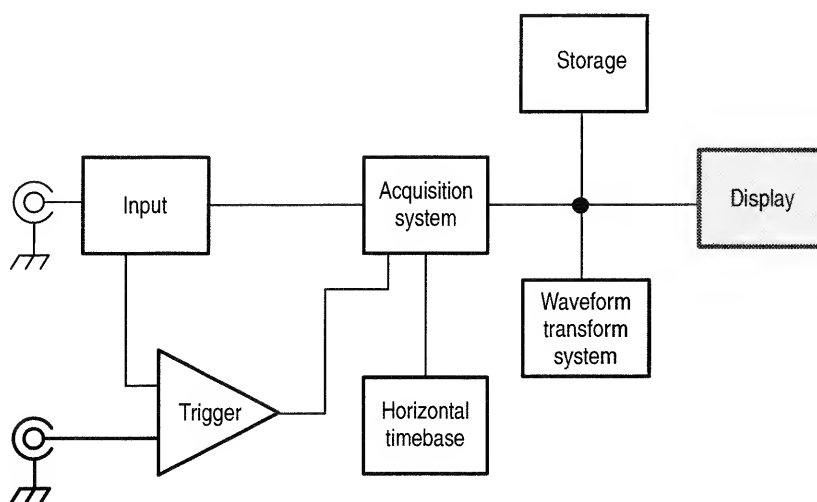 Storage
Input
Acquisition
system
Display
Waveform
transform
system
Trigger
Horizontal
timebase